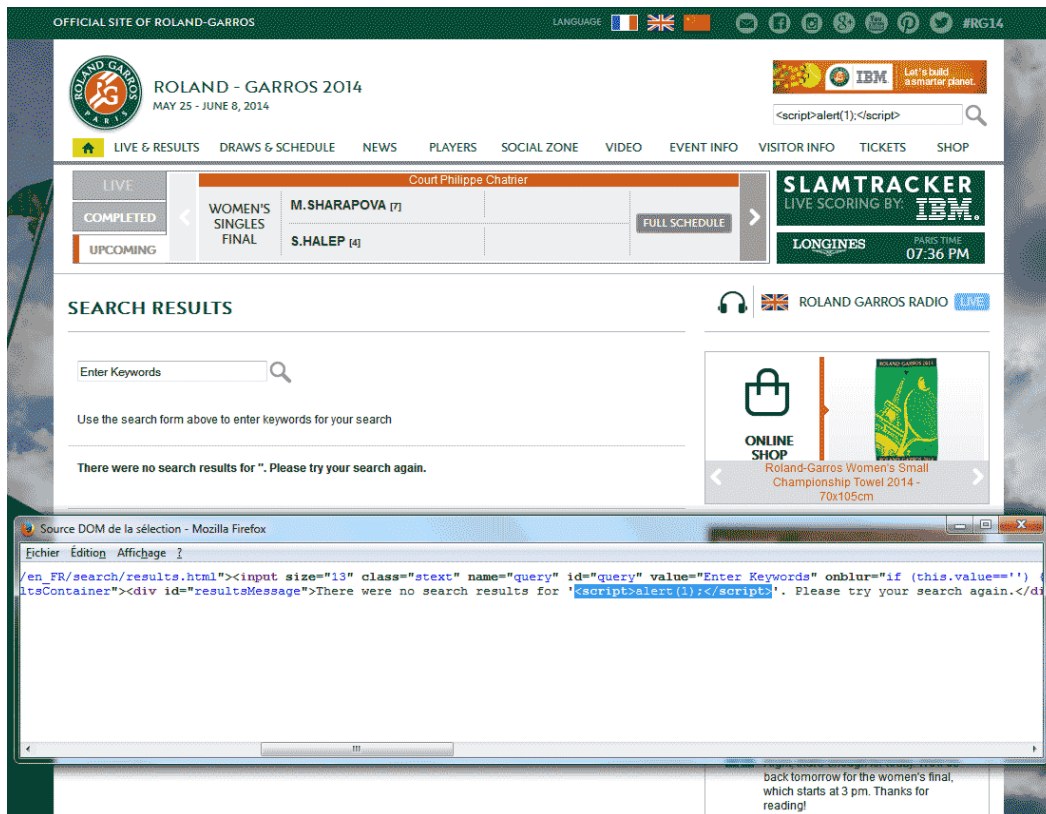 OFFICIAL SITE OF ROLAND-GARROS
LANGUAGE
#RG14
ROLAND GARROS
PARIS
ROLAND - GARROS 2014
MAY 25 - JUNE 8, 2014
IBM
Let's build
a smarter planet.
<script>alert(1);</script>
LIVE & RESULTS DRAWS & SCHEDULE NEWS PLAYERS SOCIAL ZONE VIDEO EVENT INFO VISITOR INFO TICKETS SHOP
LIVE
COMPLETED
UPCOMING
Court Philippe Chatrier
WOMEN'S
SINGLES
FINAL
M.SHARAPOVA [7]
S.HALEP [4]
FULL SCHEDULE
SLAMTRACKER
LIVE SCORING BY: IBM.
LONGINES
PARIS TIME
07:36 PM
SEARCH RESULTS
ROLAND GARROS RADIO LIVE
Enter Keywords
Use the search form above to enter keywords for your search
There were no search results for ''. Please try your search again.
ONLINE
SHOP
Roland-Garros Women's Small
Championship Towel 2014 -
70x105cm
Source DOM de la sélection - Mozilla Firefox
Fichier Édition Affichage ?
/en_FR/search/results.html"><input size="13" class="stext" name="query" id="query" value="Enter Keywords" onblur="if (this.value=='') {
ltsContainer"><div id="resultsMessage">There were no search results for '<script>alert(1);</script>'. Please try your search again.</di
back tomorrow for the women's final,
which starts at 3 pm. Thanks for
reading!